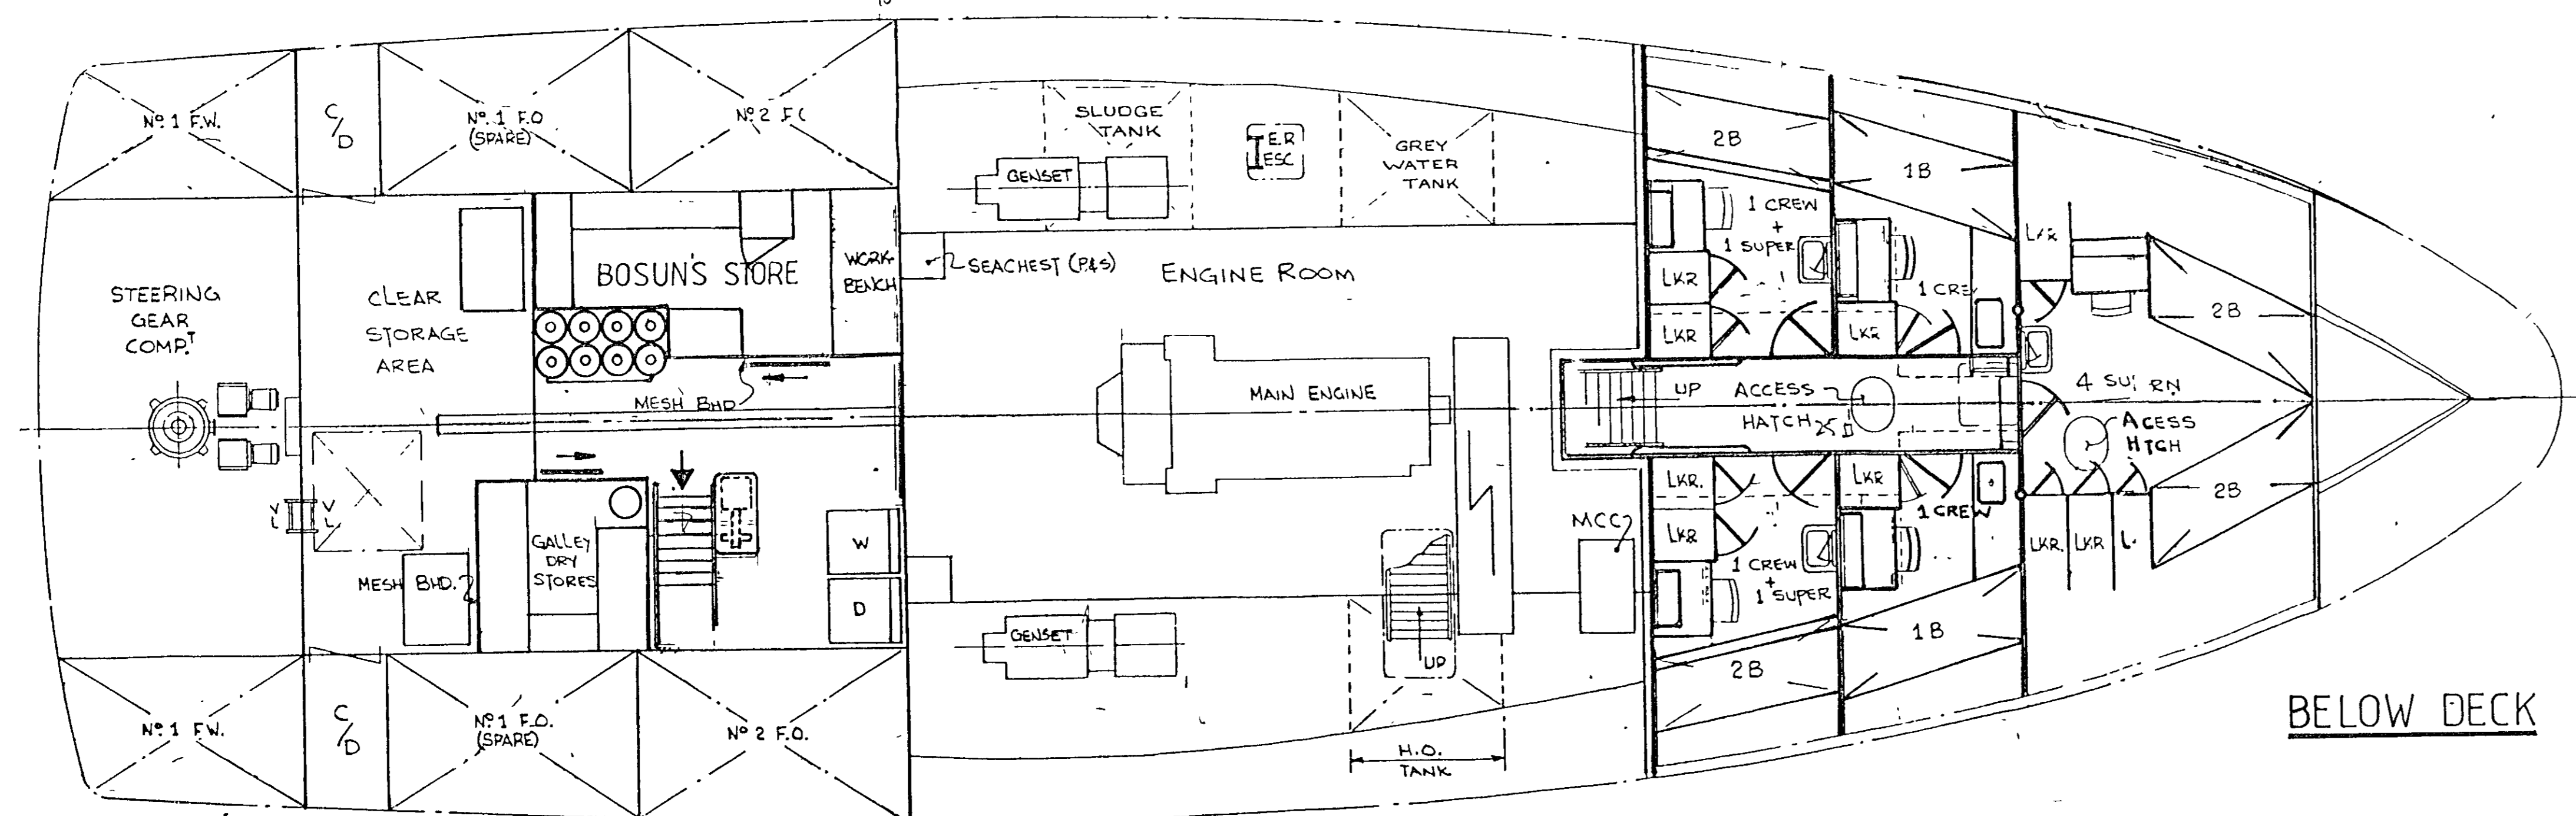 Nº 1 F.W.
C/D
Nº 1 F.O
(SPARE)
Nº 2
SLUDGE
TANK
GENSET
E.R
ESC
GREY
WATER
TANK
2B
1B
1 CREW
+
1 SUPER
LKR
LKR
1 CREW
LKR
LKR
2B
STEERING
GEAR
COMP.T
CLEAR
STORAGE
AREA
BOSUN'S STORE
WORK-
BENCH
SEACHEST (P&S)
ENGINE ROOM
MESH BHD
MAIN ENGINE
UP
ACCESS
HATCH
4
ACESS
HTCH
VL
VL
MESH BHD.
GALLEY
DRY
STORES
W
D
MCC
UP
GENSET
LKR.
LKR
LKR
1 CREW
+
1 SUPER
1 CREW
LKR.
LKR
L.
2B
2B
1B
Nº 1 F.W.
C/D
Nº 1 F.O.
(SPARE)
Nº 2 F.O.
H.O.
TANK
BELOW DECK